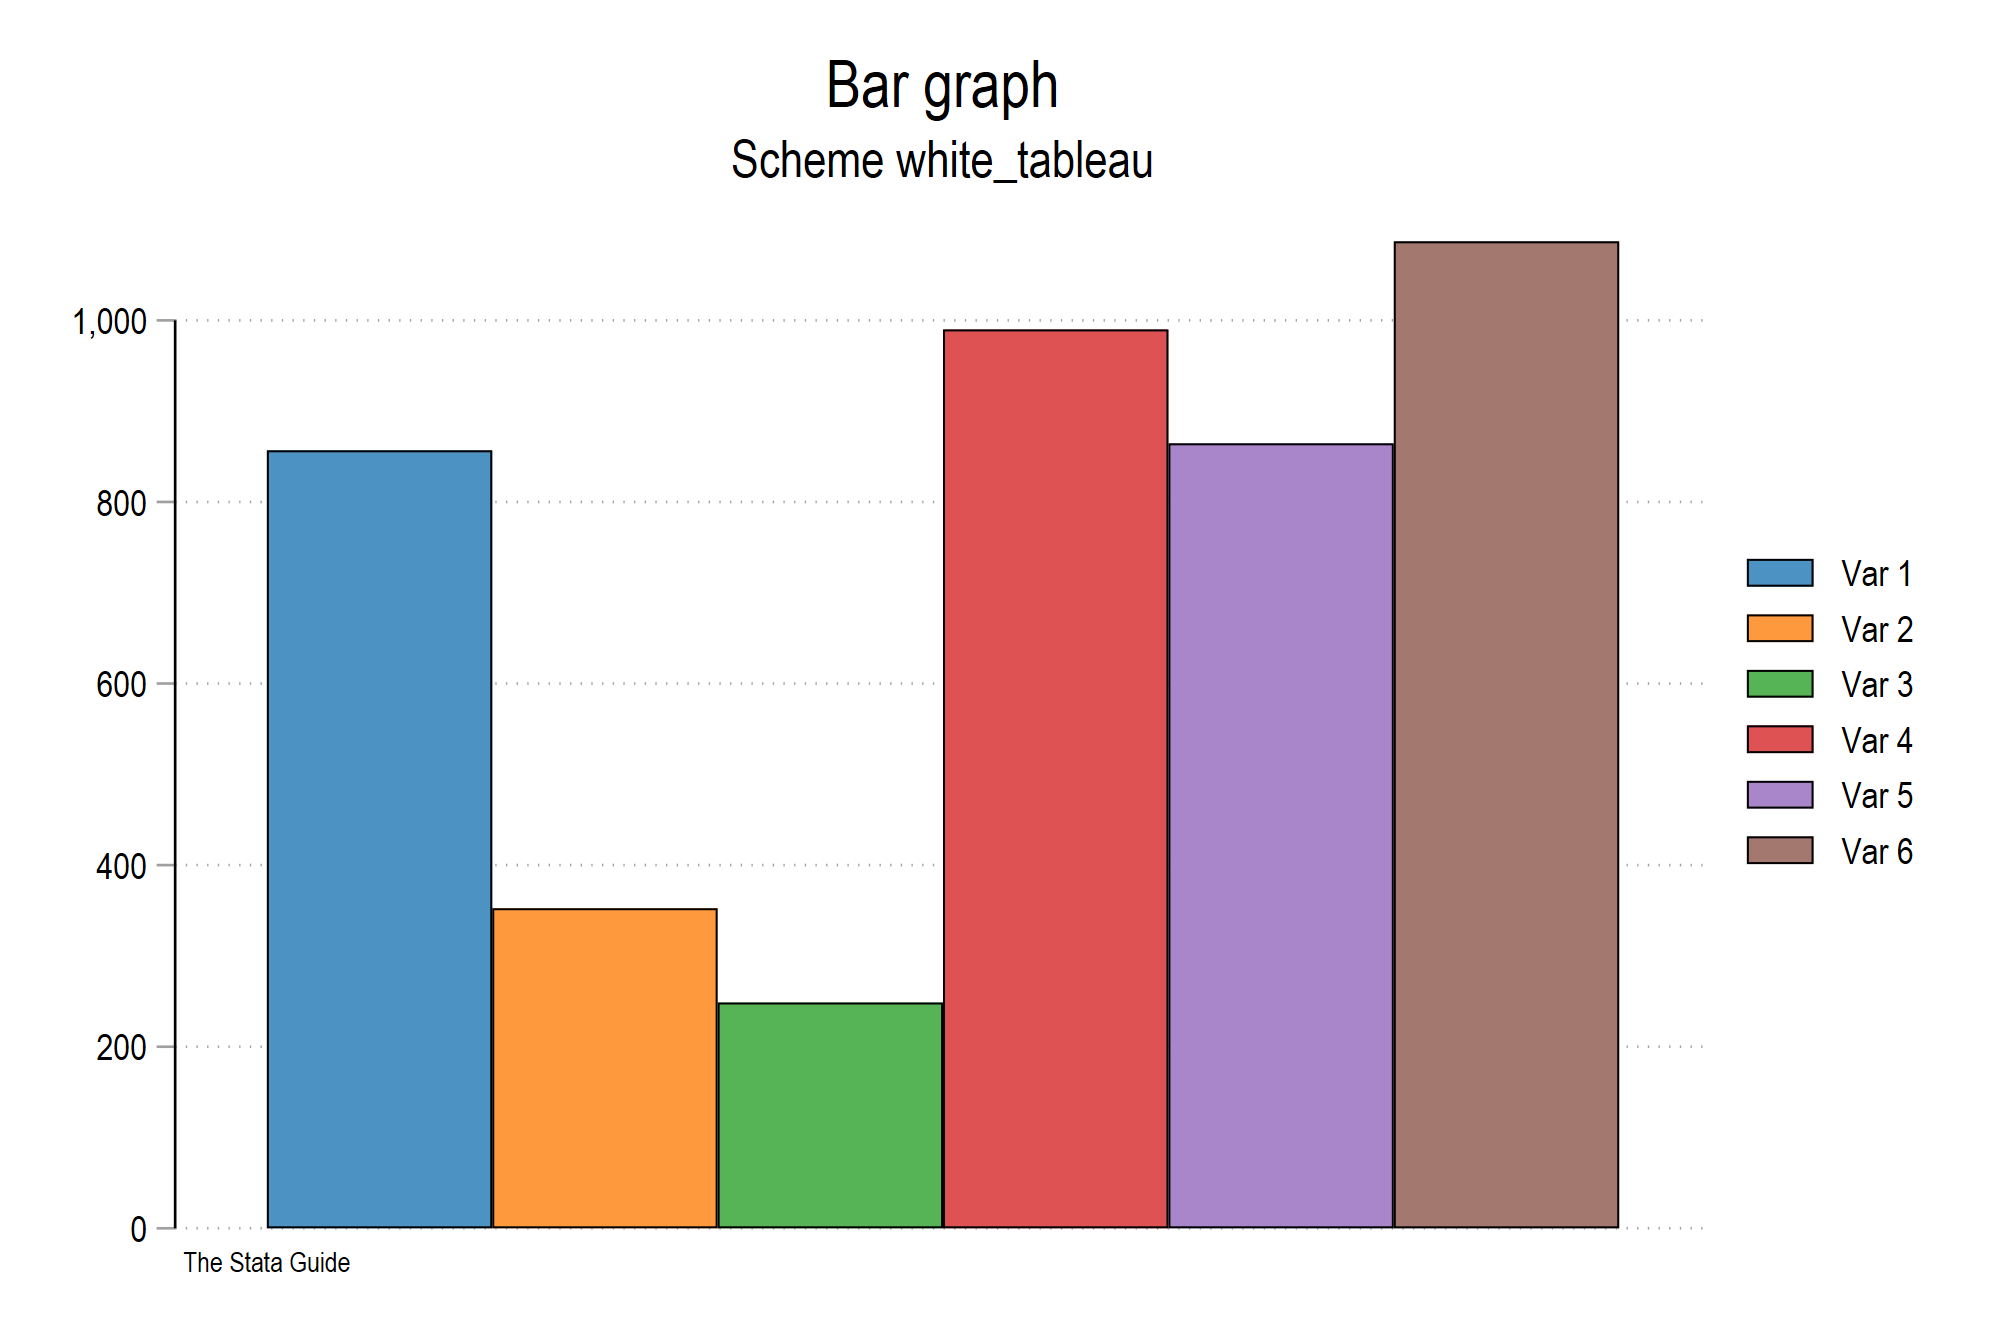 Bar graph
Scheme white_tableau
1,000
800
600
400
200
0
Var 1
Var 2
Var 3
Var 4
Var 5
Var 6
The Stata Guide